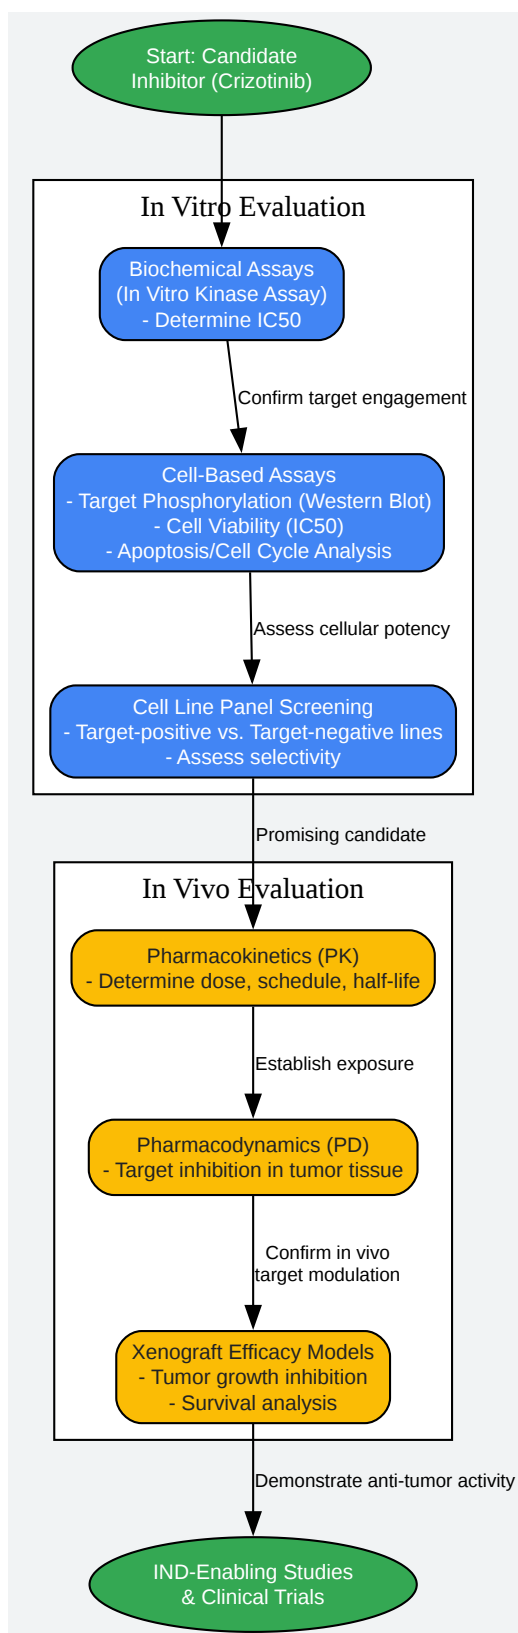 Start: Candidate
Inhibitor (Crizotinib)
In Vitro Evaluation
Biochemical Assays
(In Vitro Kinase Assay)
- Determine IC50
Confirm target engagement
Cell-Based Assays
- Target Phosphorylation (Western Blot)
- Cell Viability (IC50)
- Apoptosis/Cell Cycle Analysis
Assess cellular potency
Cell Line Panel Screening
- Target-positive vs. Target-negative lines
- Assess selectivity
Promising candidate
In Vivo Evaluation
Pharmacokinetics (PK)
- Determine dose, schedule, half-life
Establish exposure
Pharmacodynamics (PD)
- Target inhibition in tumor tissue
Confirm in vivo
target modulation
Xenograft Efficacy Models
- Tumor growth inhibition
- Survival analysis
Demonstrate anti-tumor activity
IND-Enabling Studies
& Clinical Trials